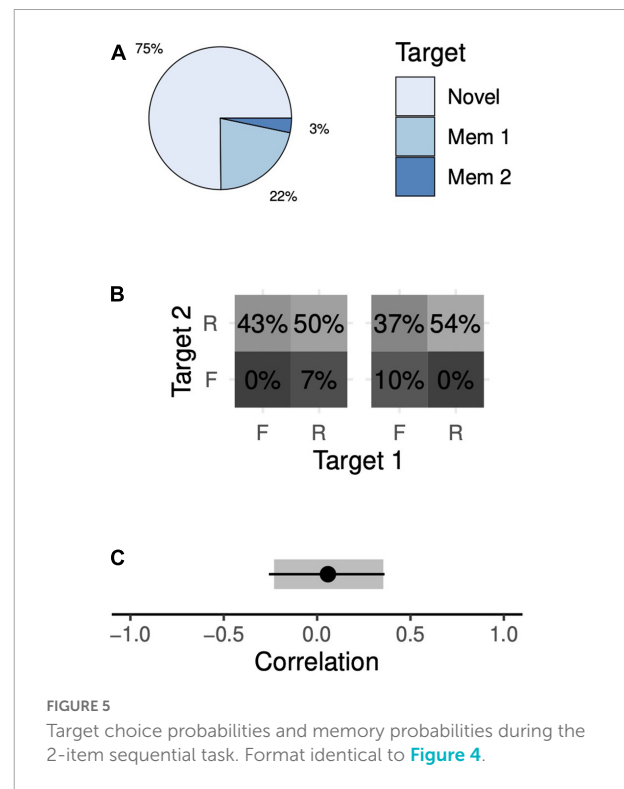 A
75%
3%
22%
Target
Novel
Mem 1
Mem 2
B
Target 2
R
F
43% 50%
0% 7%
37% 54%
10% 0%
F R F R
Target 1
C
−1.0 −0.5 0.0 0.5 1.0
Correlation
FIGURE 5
Target choice probabilities and memory probabilities during the
2-item sequential task. Format identical to Figure 4.